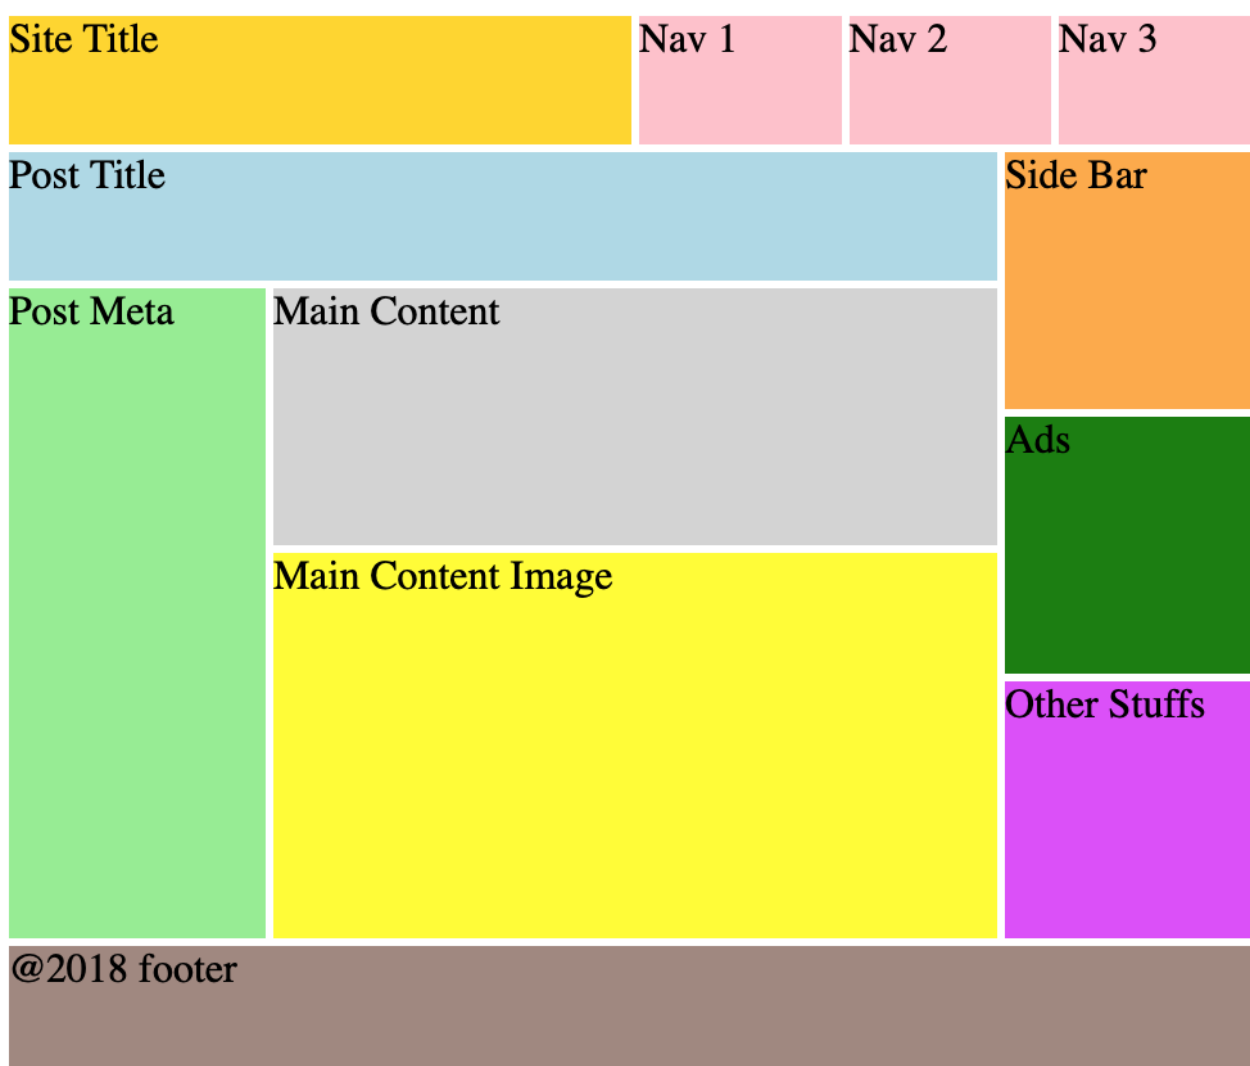 Site Title
Nav 1
Nav 2
Nav 3
Post Title
Side Bar
Post Meta
Main Content
Ads
Main Content Image
Other Stuffs
@2018 footer